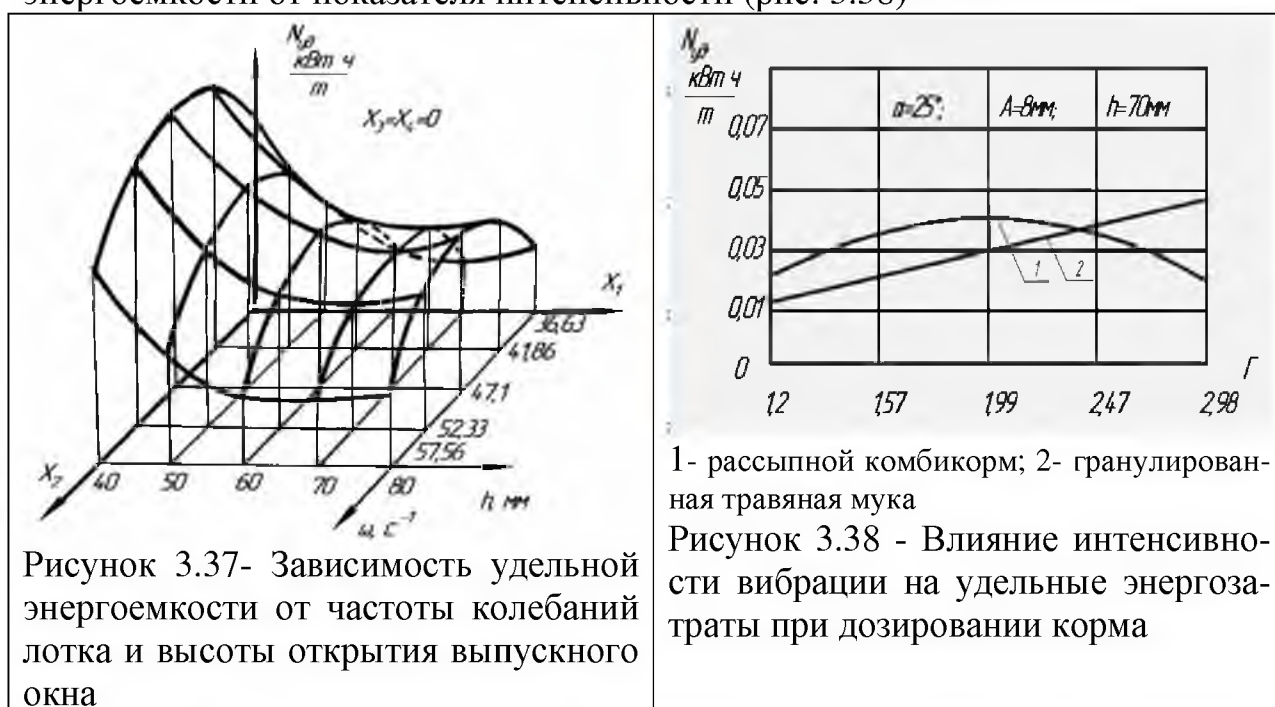 энергоемкости от показателя интенсивности (рис. 3.38)
Nуд
кВт ч
т
X₃=X₄=0
X₁
36,63
41,86
47,1
52,33
57,56
X₂
40
50
60
70
80
h, мм
ω, с⁻¹
Рисунок 3.37- Зависимость удельной
энергоемкости от частоты колебаний
лотка и высоты открытия выпускного
окна
Nуд
кВт ч
т
α=25°;
A=8мм;
h=70мм
0,07
0,05
0,03
0,01
0
1
2
1,2
1,57
1,99
2,47
2,98
Г
1- рассыпной комбикорм; 2- гранулирован-
ная травяная мука
Рисунок 3.38 - Влияние интенсивно-
сти вибрации на удельные энергоза-
траты при дозировании корма